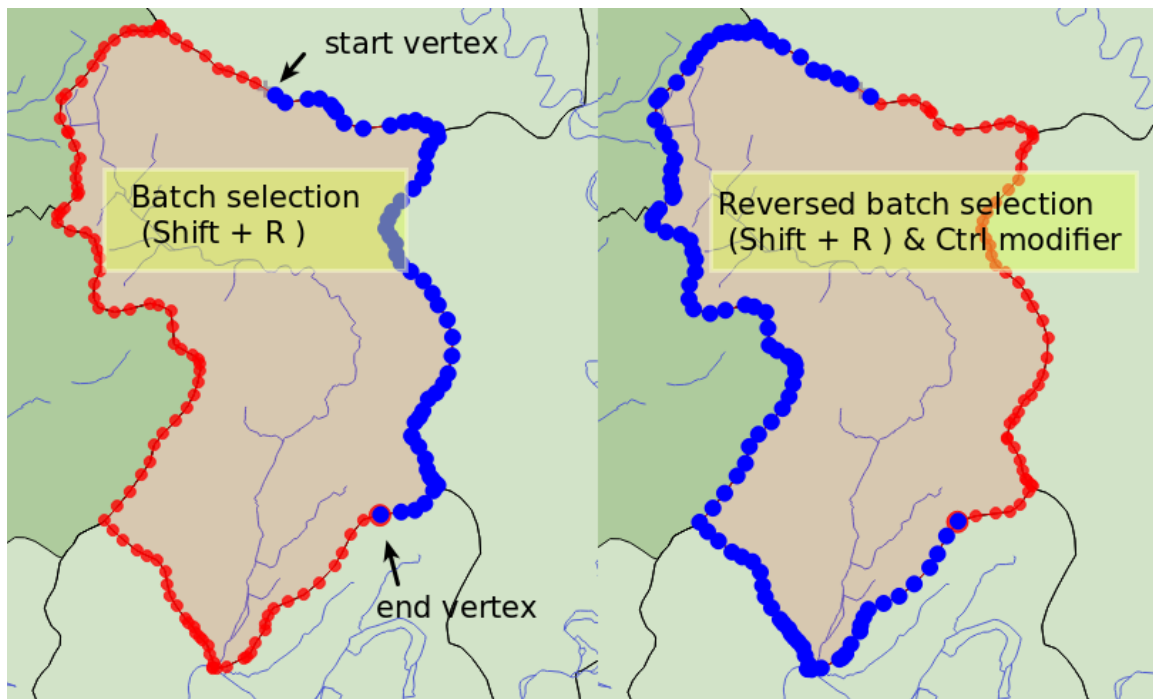 start vertex
Batch selection
(Shift + R )
end vertex
Reversed batch selection
(Shift + R ) & Ctrl modifier